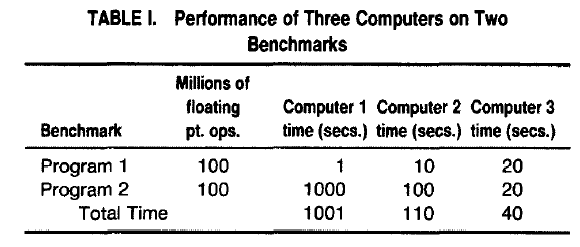 TABLE I. Performance of Three Computers on Two
Benchmarks
Millions of
floating Computer 1 Computer 2 Computer 3
Benchmark pt. ops. time (secs.) time (secs.) time (secs.)
Program 1 100 1 10 20
Program 2 100 1000 100 20
Total Time 1001 110 40